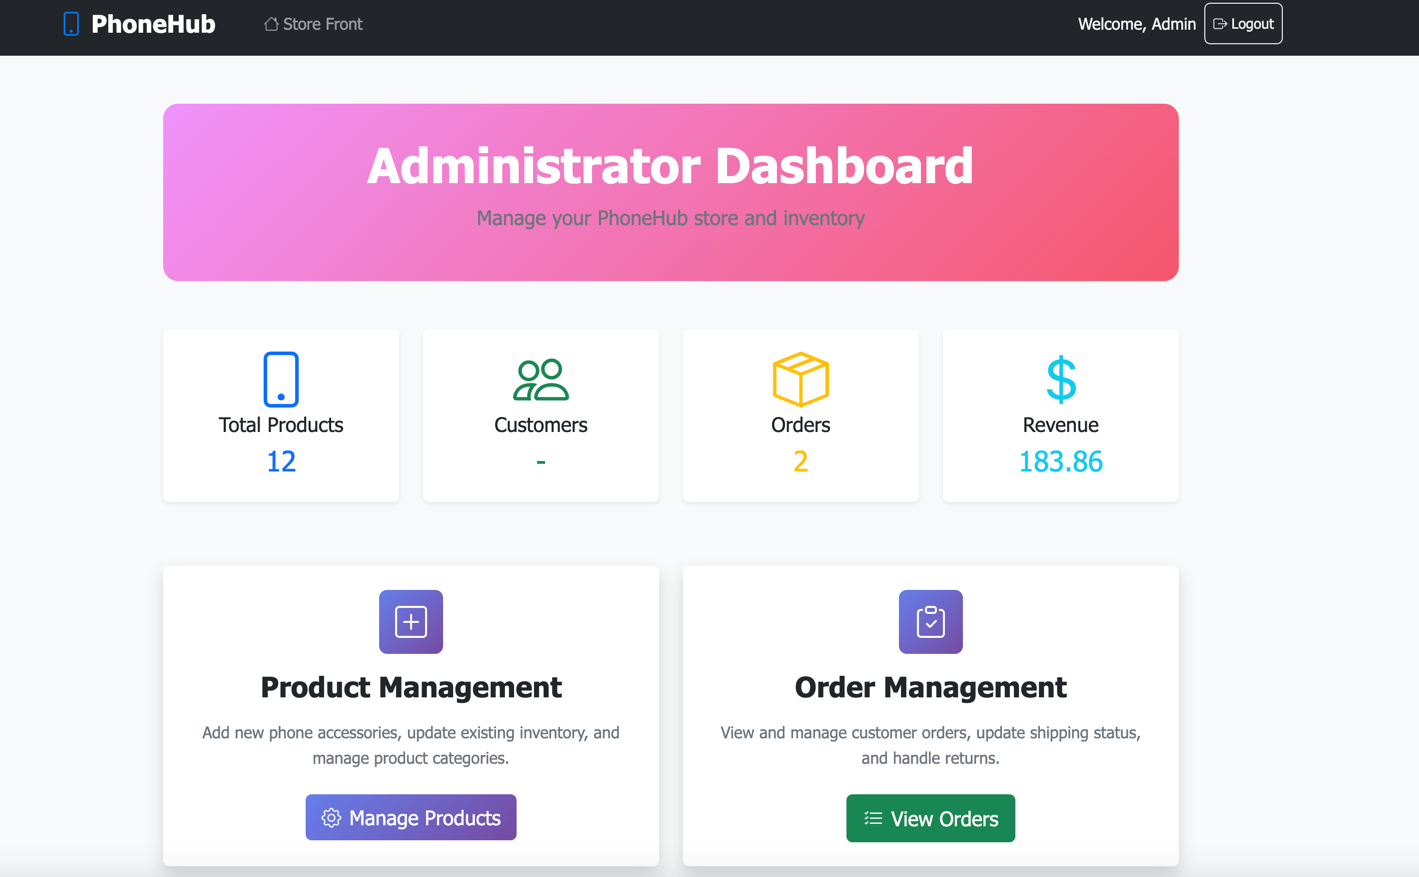 PhoneHub
Store Front
Welcome, Admin
Logout
Administrator Dashboard
Manage your PhoneHub store and inventory
Total Products
12
Customers
-
Orders
2
$
Revenue
183.86
Product Management
Add new phone accessories, update existing inventory, and
manage product categories.
Manage Products
Order Management
View and manage customer orders, update shipping status,
and handle returns.
View Orders